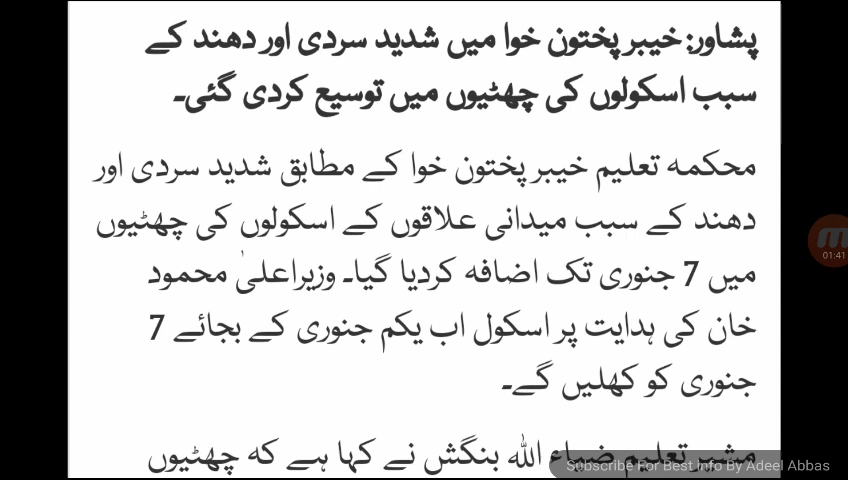 پشاور: خیبر پختون خوا میں شدید سردی اور دھند کے
سبب اسکولوں کی چھٹیوں میں توسیع کردی گئی۔
محکمہ تعلیم خیبر پختون خوا کے مطابق شدید سردی اور
دھند کے سبب میدانی علاقوں کے اسکولوں کی چھٹیوں
میں 7 جنوری تک اضافہ کردیا گیا۔ وزیراعلیٰ محمود
خان کی ہدایت پر اسکول اب یکم جنوری کے بجائے 7
جنوری کو کھلیں گے۔
مشیر تعلیم ضیاء اللہ بنگش نے کہا ہے کہ چھٹیوں
Subscribe For Best Info By Adeel Abbas
01:41